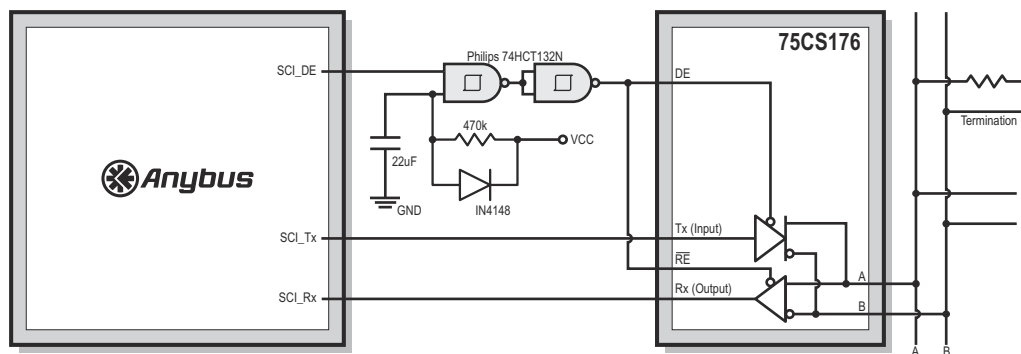 75CS176
Philips 74HCT132N
SCI_DE
DE
470k
VCC
Termination
22uF
Anybus
GND
IN4148
SCI_Tx
Tx (Input)
RE
A
SCI_Rx
Rx (Output)
B
A
B